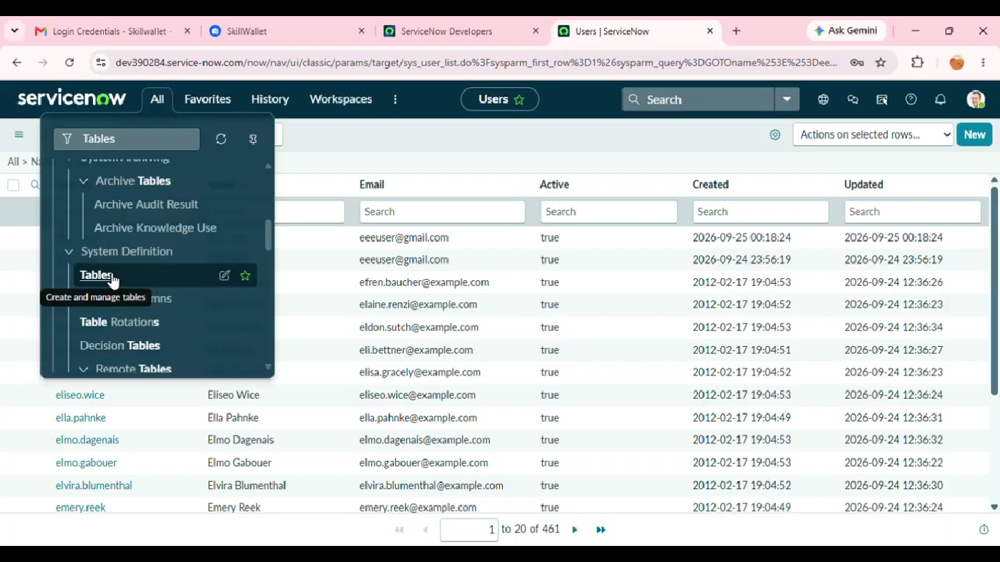 Login Credentials - Skillwallet -
SkillWallet
ServiceNow Developers
Users | ServiceNow
Ask Gemini
dev390284.service-now.com/now/nav/ui/classic/params/target/sys_user_list.do%3Fsysparm_first_row%3D1%26sysparm_query%3DGOTOname%253E%253Dee...
servicenow
All
Favorites
History
Workspaces
Users
Search
Tables
Actions on selected rows...
New
All >
System Archiving
Archive Tables
Archive Audit Result
Archive Knowledge Use
System Definition
Tables
Create and manage tables
Table Rotations
Decision Tables
Remote Tables
Email Active Created Updated
Search Search Search Search
eeeuser@gmail.com true 2026-09-25 00:18:24 2026-09-25 00:18:24
eeeuser@gmail.com true 2026-09-24 23:56:19 2026-09-24 23:56:19
efren.baucher@example.com true 2012-02-17 19:04:53 2026-09-24 12:36:26
elaine.renzi@example.com true 2012-02-17 19:04:52 2026-09-24 12:36:23
eldon.sutch@example.com true 2012-02-17 19:04:53 2026-09-24 12:36:34
eli.bettner@example.com true 2012-02-17 19:04:51 2026-09-24 12:36:27
elisa.gracely@example.com true 2012-02-17 19:04:52 2026-09-24 12:36:23
eliseo.wice Eliseo Wice eliseo.wice@example.com true 2012-02-17 19:04:53 2026-09-24 12:36:24
ella.pahnke Ella Pahnke ella.pahnke@example.com true 2012-02-17 19:04:49 2026-09-24 12:36:31
elmo.dagenais Elmo Dagenais elmo.dagenais@example.com true 2012-02-17 19:04:53 2026-09-24 12:36:32
elmo.gabouer Elmo Gabouer elmo.gabouer@example.com true 2012-02-17 19:04:53 2026-09-24 12:36:22
elvira.blumenthal Elvira Blumenthal elvira.blumenthal@example.com true 2012-02-17 19:04:52 2026-09-24 12:36:30
emery.reek Emery Reek emery.reek@example.com true 2012-02-17 19:04:49 2026-09-24 12:36:24
1 to 20 of 461